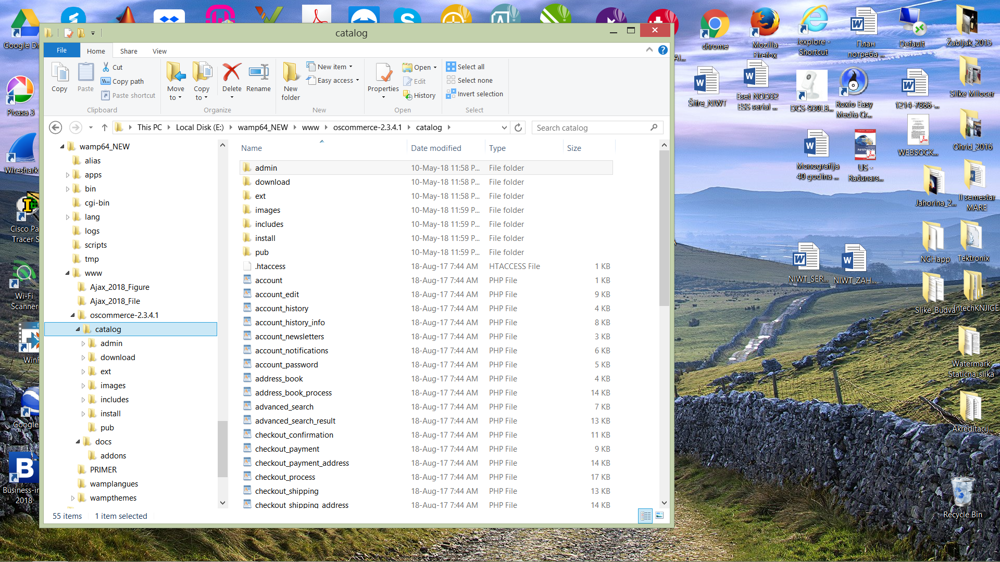 catalog
File
Home
Share
View
Copy
Paste
Cut
Copy path
Paste shortcut
Clipboard
Move to
Copy to
Delete
Rename
Organize
New folder
New item
Easy access
New
Properties
Open
Edit
History
Open
Select all
Select none
Invert selection
Select
This PC
Local Disk (E:)
wamp64_NEW
www
oscommerce-2.3.4.1
catalog
Search catalog
wamp64_NEW
alias
apps
bin
cgi-bin
lang
logs
scripts
tmp
www
Ajax_2018_Figure
Ajax_2018_File
oscommerce-2.3.4.1
catalog
admin
download
ext
images
includes
install
pub
docs
addons
PRIMER
wamplangues
wampthemes
Name Date modified Type Size
admin 10-May-18 11:58 P... File folder
download 10-May-18 11:58 P... File folder
ext 10-May-18 11:58 P... File folder
images 10-May-18 11:59 P... File folder
includes 10-May-18 11:59 P... File folder
install 10-May-18 11:59 P... File folder
pub 10-May-18 11:59 P... File folder
.htaccess 18-Aug-17 7:44 AM HTACCESS File 1 KB
account 18-Aug-17 7:44 AM PHP File 1 KB
account_edit 18-Aug-17 7:44 AM PHP File 9 KB
account_history 18-Aug-17 7:44 AM PHP File 4 KB
account_history_info 18-Aug-17 7:44 AM PHP File 8 KB
account_newsletters 18-Aug-17 7:44 AM PHP File 3 KB
account_notifications 18-Aug-17 7:44 AM PHP File 6 KB
account_password 18-Aug-17 7:44 AM PHP File 5 KB
address_book 18-Aug-17 7:44 AM PHP File 4 KB
address_book_process 18-Aug-17 7:44 AM PHP File 14 KB
advanced_search 18-Aug-17 7:44 AM PHP File 7 KB
advanced_search_result 18-Aug-17 7:44 AM PHP File 13 KB
checkout_confirmation 18-Aug-17 7:44 AM PHP File 11 KB
checkout_payment 18-Aug-17 7:44 AM PHP File 9 KB
checkout_payment_address 18-Aug-17 7:44 AM PHP File 14 KB
checkout_process 18-Aug-17 7:44 AM PHP File 17 KB
checkout_shipping 18-Aug-17 7:44 AM PHP File 13 KB
checkout_shipping_address 18-Aug-17 7:44 AM PHP File 14 KB
55 items
1 item selected
Google Dr
Picasa 3
Wireshark
Cisco Pa
Tracer S
Wi-Fi
Scanner
WinF
Google
Business-in
2018
chrome
Mozilla
Firefox
iexplore -
Shortcut
План
потреба ...
Default
Žabljak_2015
Šifre_NIWT
Eset NOD32
ESS serial ...
DCS-930LB...
Roxio Easy
Media Cr...
1214-7866-...
Slike Milocer
Monografija
40 godina ...
US -
Računars...
WEBSOCK...
Ohrid_2016
Jahorina_2...
II semestar
MARE
NIWT_SER...
NIWT_ZAH...
NCHapp
Tektronix
Slike_Budva
IntechKNJIGE
Watermark
Staticna_slika
Akreditacij...
Recycle Bin